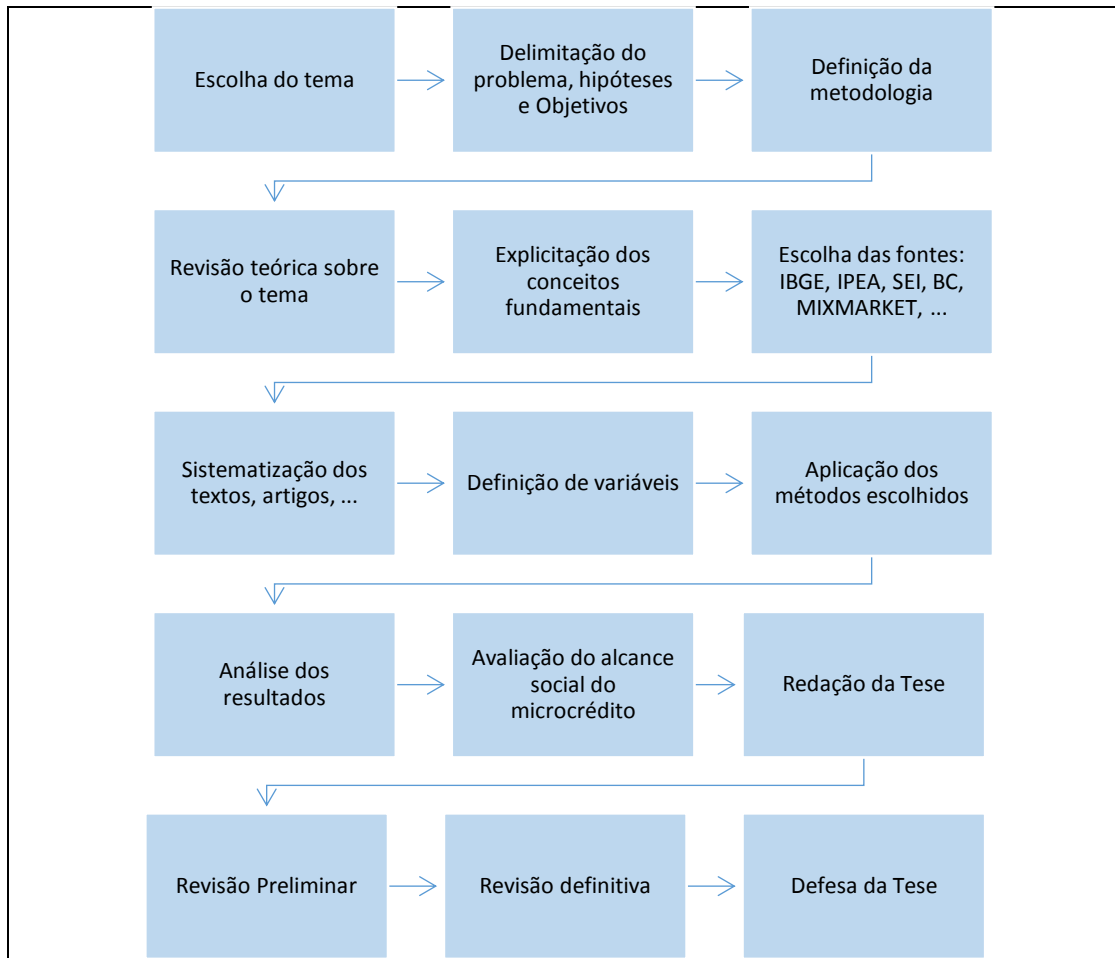 Escolha do tema
Delimitação do
problema, hipóteses
e Objetivos
Definição da
metodologia
Revisão teórica sobre
o tema
Explicitação dos
conceitos
fundamentais
Escolha das fontes:
IBGE, IPEA, SEI, BC,
MIXMARKET, ...
Sistematização dos
textos, artigos, ...
Definição de variáveis
Aplicação dos
métodos escolhidos
Análise dos
resultados
Avaliação do alcance
social do
microcrédito
Redação da Tese
Revisão Preliminar
Revisão definitiva
Defesa da Tese